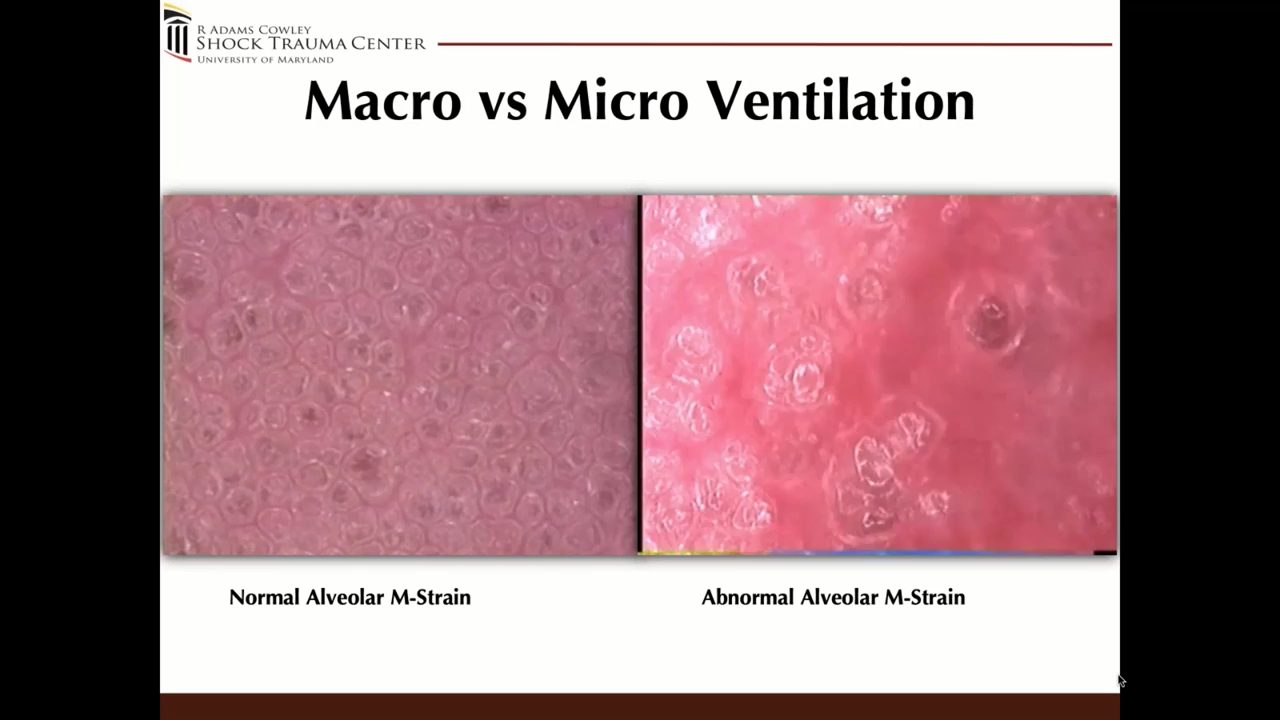 R ADAMS COWLEY
SHOCK TRAUMA CENTER
UNIVERSITY OF MARYLAND
Macro vs Micro Ventilation
Normal Alveolar M-Strain
Abnormal Alveolar M-Strain